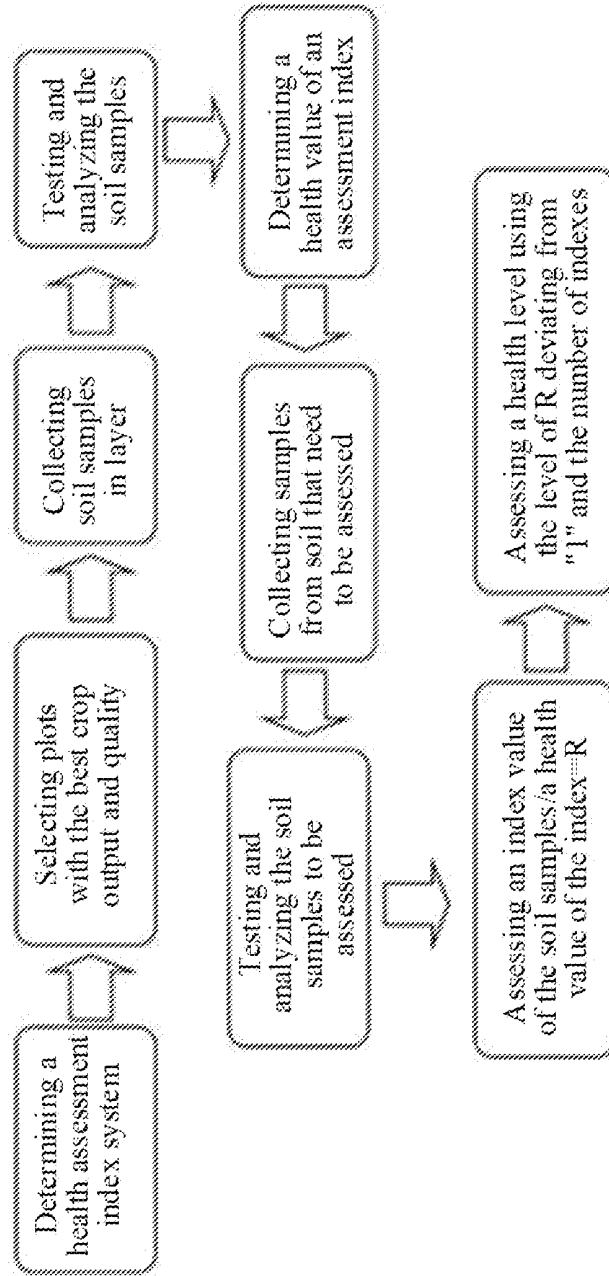 Determining a
health assessment
index system
Selecting plots
with the best crop
output and quality
Collecting
soil samples
in layer
Testing and
analyzing the
soil samples
Determining a
health value of an
assessment index
Collecting samples
from soil that need
to be assessed
Testing and
analyzing the soil
samples to be
assessed
Assessing an index value
of the soil samples/a health
value of the index=R
Assessing a health level using
the level of R deviating from
"1" and the number of indexes